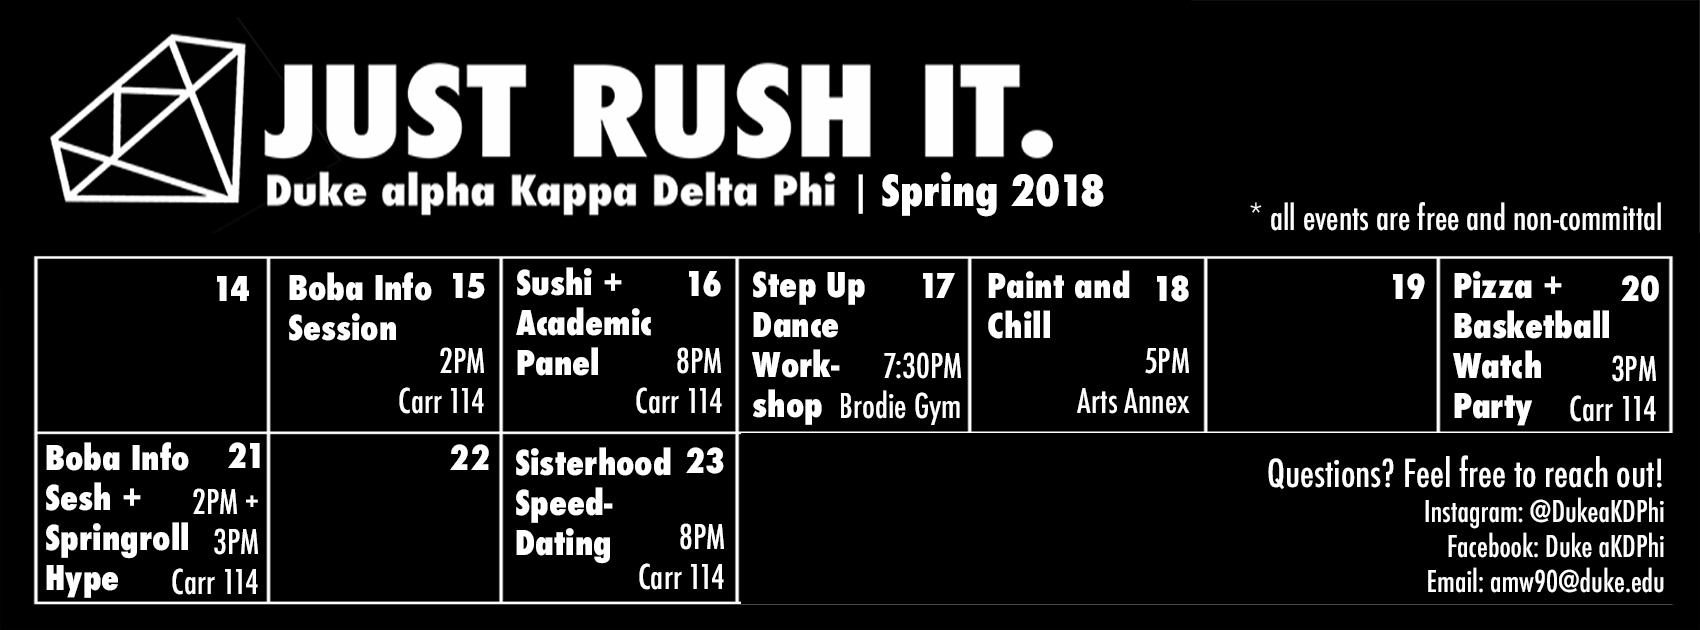 JUST RUSH IT.
Duke alpha Kappa Delta Phi | Spring 2018
* all events are free and non-committal
14
Boba Info 15
Session
2PM
Carr 114
Sushi + 16
Academic
Panel 8PM
Carr 114
Step Up 17
Dance
Work- 7:30PM
shop Brodie Gym
Paint and 18
Chill
5PM
Arts Annex
19
Pizza + 20
Basketball
Watch 3PM
Party Carr 114
Boba Info 21
Sesh + 2PM +
Springroll 3PM
Hype Carr 114
22
Sisterhood 23
Speed-
Dating 8PM
Carr 114
Questions? Feel free to reach out!
Instagram: @DukeaKDPhi
Facebook: Duke aKDPhi
Email: amw90@duke.edu